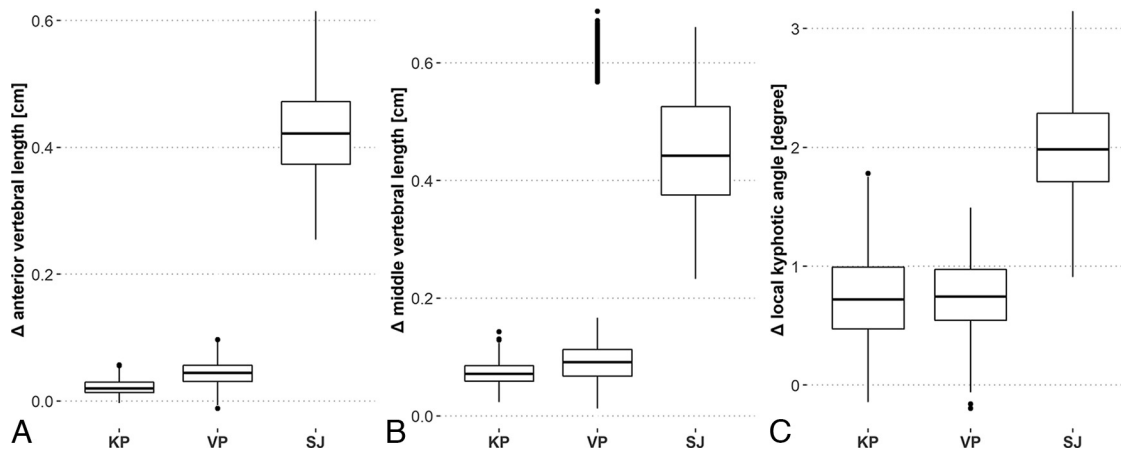 Δ anterior vertebral length [cm]
0.6
0.4
0.2
0.0
KP VP SJ
A
Δ middle vertebral length [cm]
0.6
0.4
0.2
0.0
KP VP SJ
B
Δ local kyphotic angle [degree]
3
2
1
0
KP VP SJ
C